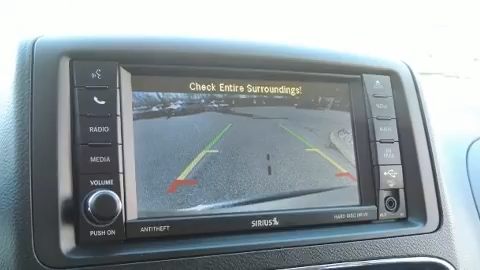 Check Entire Surroundings!
RADIO
MEDIA
VOLUME
PUSH ON
ANTITHEFT
SIRIUS
HARD DISC DRIVE